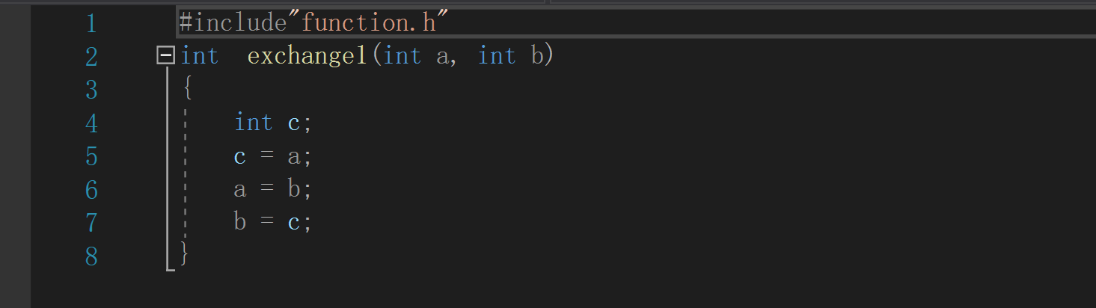 1 #include"function.h"
2 int  exchange1(int a, int b)
3 {
4 int c;
5 c = a;
6 a = b;
7 b = c;
8 }